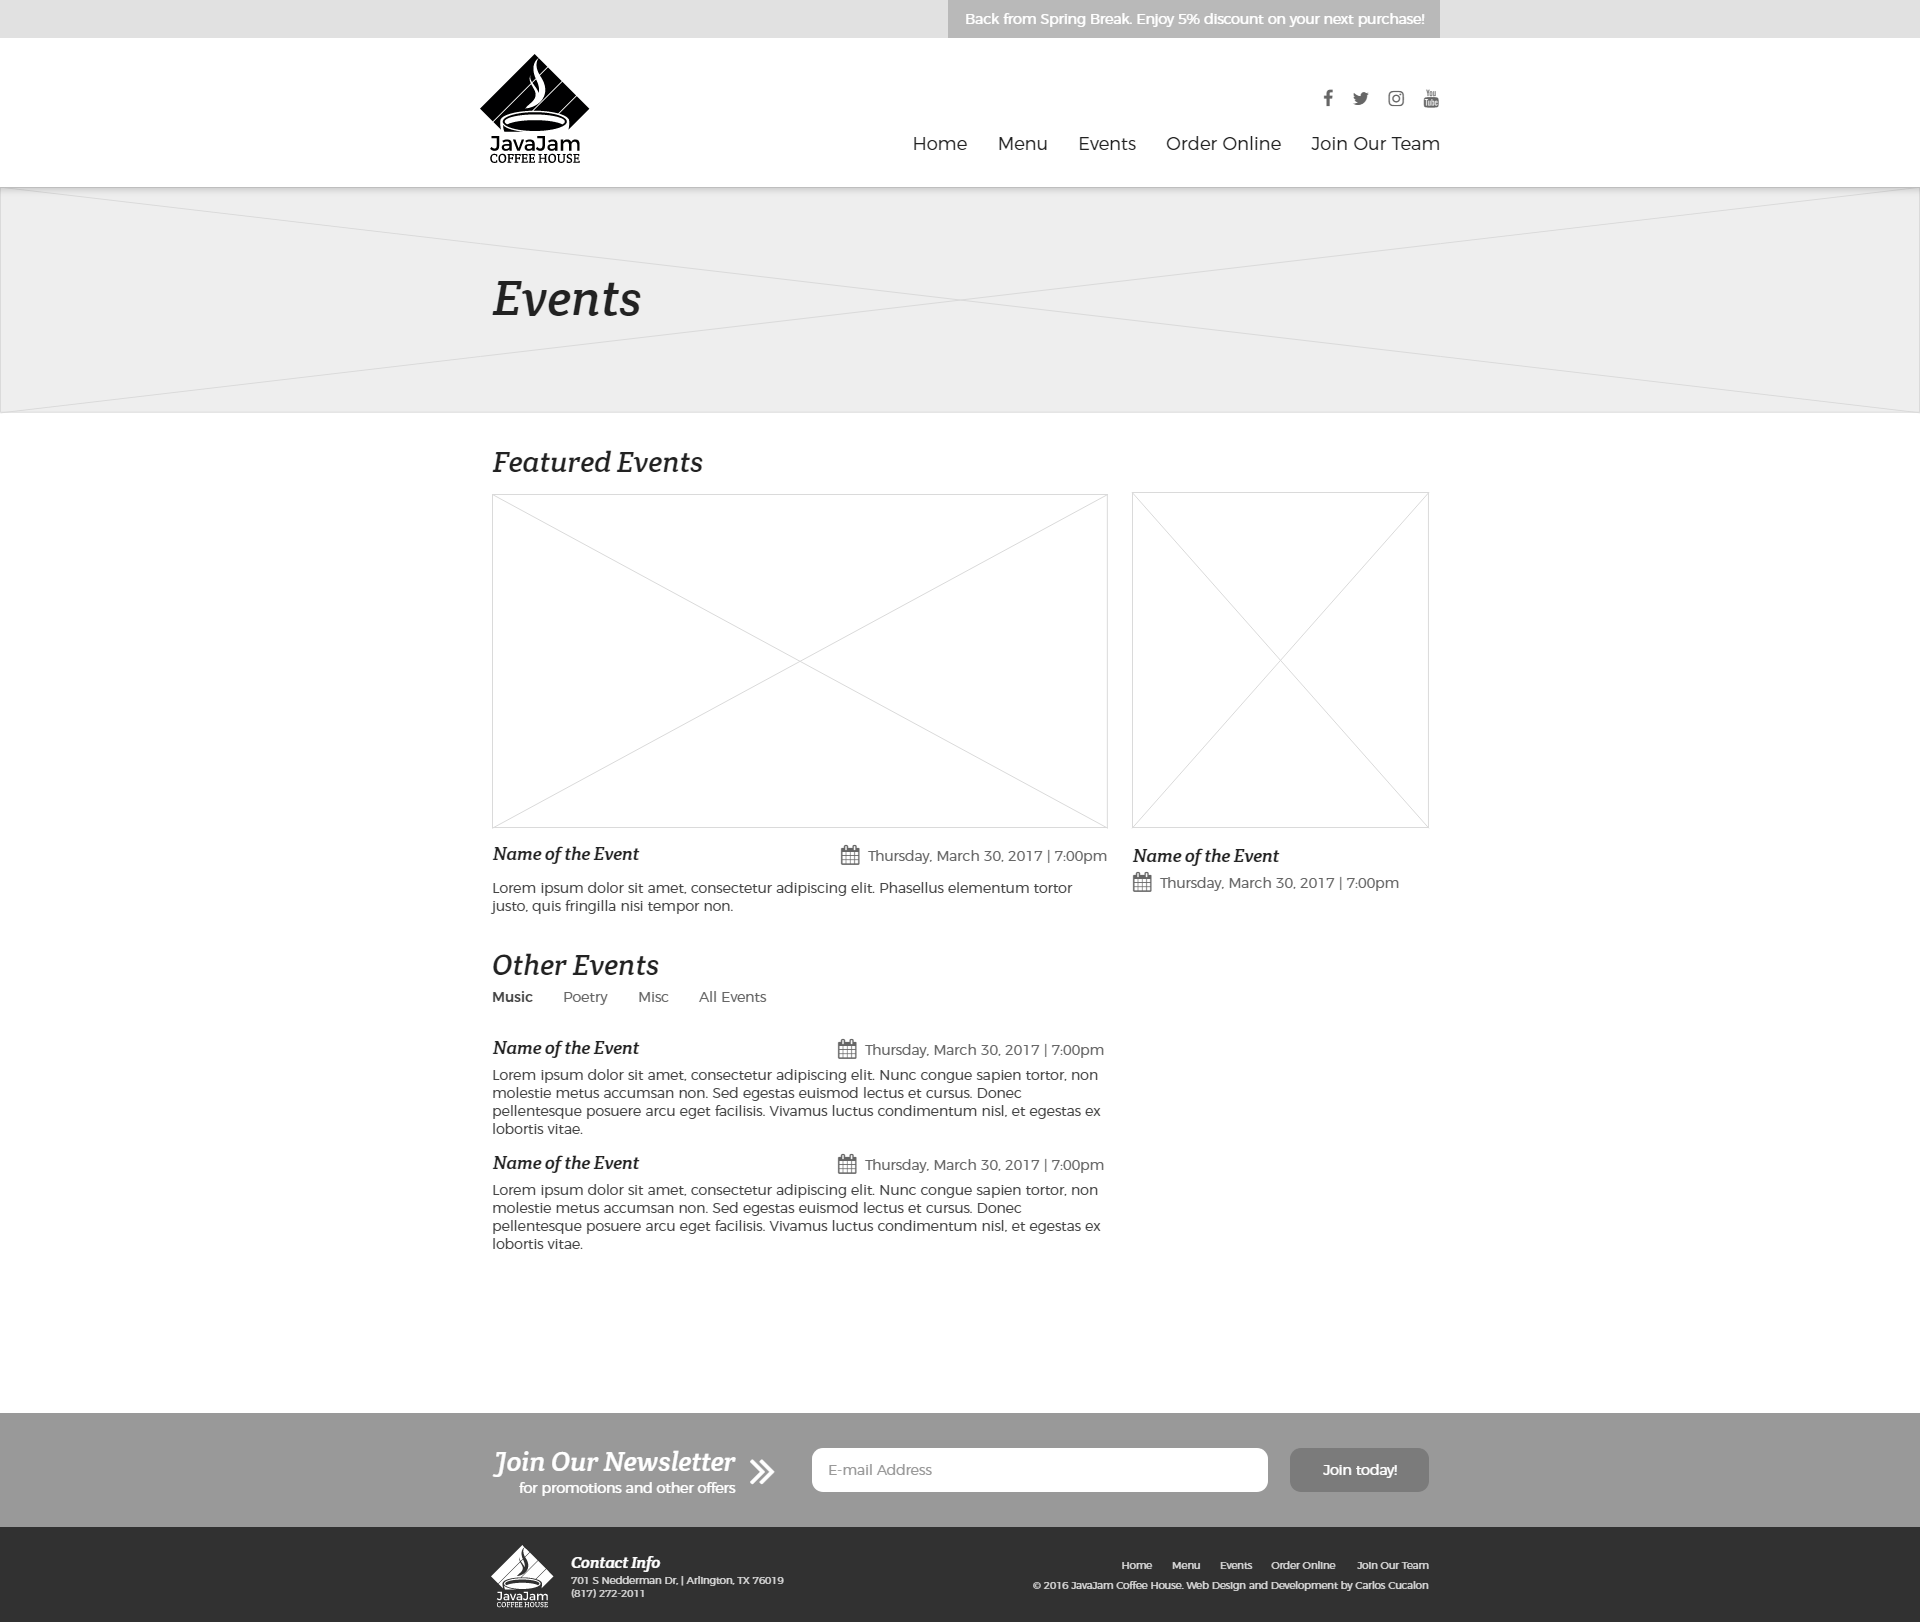 Back from Spring Break. Enjoy 5% discount on your next purchase!
JavaJam
COFFEE HOUSE
You
Tube
Home Menu Events Order Online Join Our Team
Events
Featured Events
Name of the Event
Thursday, March 30, 2017 | 7:00pm
Lorem ipsum dolor sit amet, consectetur adipiscing elit. Phasellus elementum tortor
justo, quis fringilla nisi tempor non.
Name of the Event
Thursday, March 30, 2017 | 7:00pm
Other Events
Music Poetry Misc All Events
Name of the Event
Thursday, March 30, 2017 | 7:00pm
Lorem ipsum dolor sit amet, consectetur adipiscing elit. Nunc congue sapien tortor, non
molestie metus accumsan non. Sed egestas euismod lectus et cursus. Donec
pellentesque posuere arcu eget facilisis. Vivamus luctus condimentum nisl, et egestas ex
lobortis vitae.
Name of the Event
Thursday, March 30, 2017 | 7:00pm
Lorem ipsum dolor sit amet, consectetur adipiscing elit. Nunc congue sapien tortor, non
molestie metus accumsan non. Sed egestas euismod lectus et cursus. Donec
pellentesque posuere arcu eget facilisis. Vivamus luctus condimentum nisl, et egestas ex
lobortis vitae.
Join Our Newsletter
for promotions and other offers
E-mail Address
Join today!
JavaJam
COFFEE HOUSE
Contact Info
701 S Nedderman Dr, | Arlington, TX 76019
(817) 272-2011
Home Menu Events Order Online Join Our Team
© 2016 JavaJam Coffee House. Web Design and Development by Carlos Cucalon